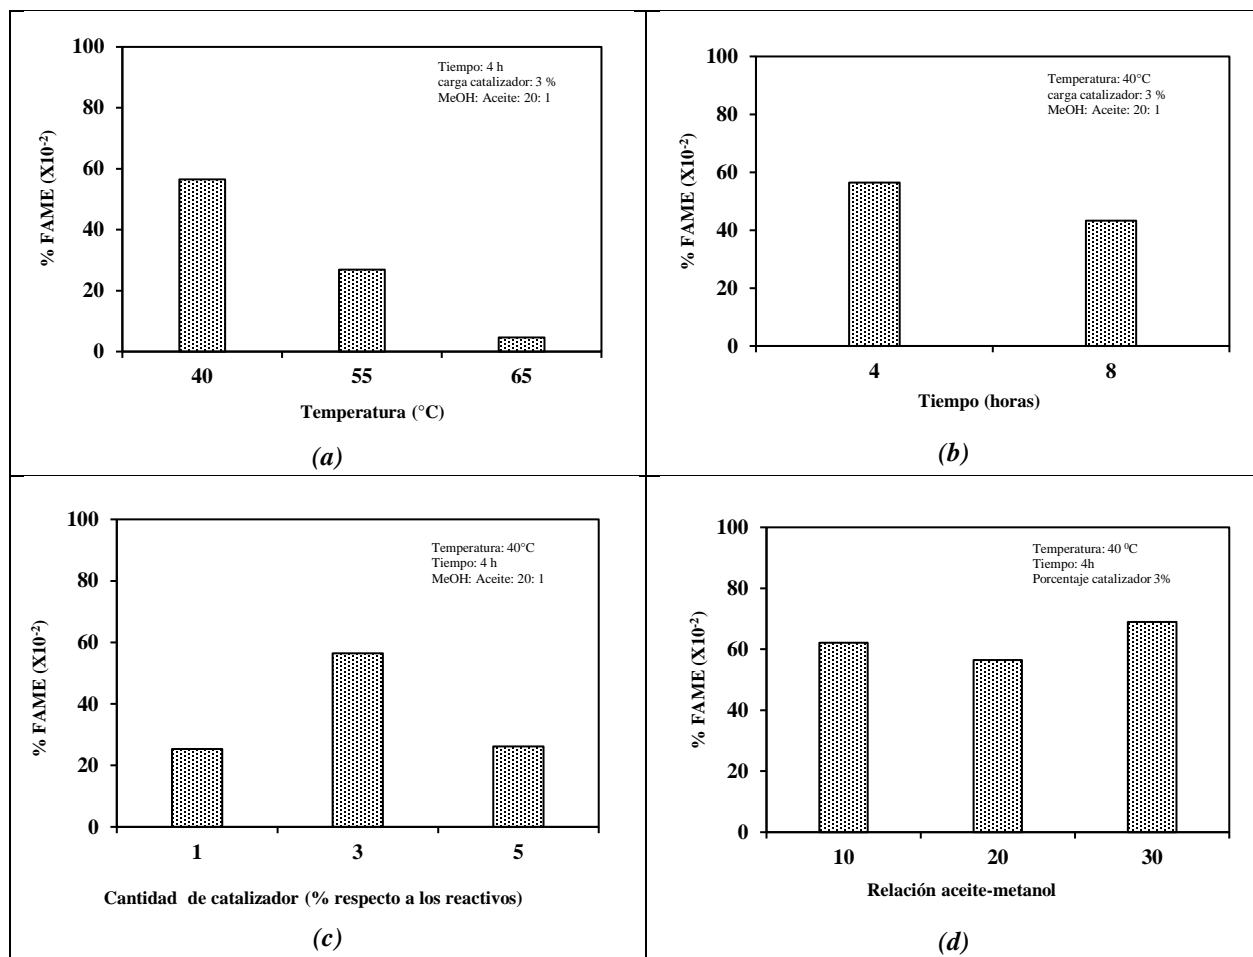 100
80
60
40
20
0
% FAME (X10-2)
Tiempo: 4 h
carga catalizador: 3 %
MeOH: Aceite: 20: 1
40 55 65
Temperatura (°C)
(a)
100
80
60
40
20
0
% FAME (X10-2)
Temperatura: 40°C
carga catalizador: 3 %
MeOH: Aceite: 20: 1
4 8
Tiempo (horas)
(b)
100
80
60
40
20
0
% FAME (X10-2)
Temperatura: 40°C
Tiempo: 4 h
MeOH: Aceite: 20: 1
1 3 5
Cantidad de catalizador (% respecto a los reactivos)
(c)
100
80
60
40
20
0
% FAME (X10-2)
Temperatura: 40 ⁰C
Tiempo: 4h
Porcentaje catalizador 3%
10 20 30
Relación aceite-metanol
(d)